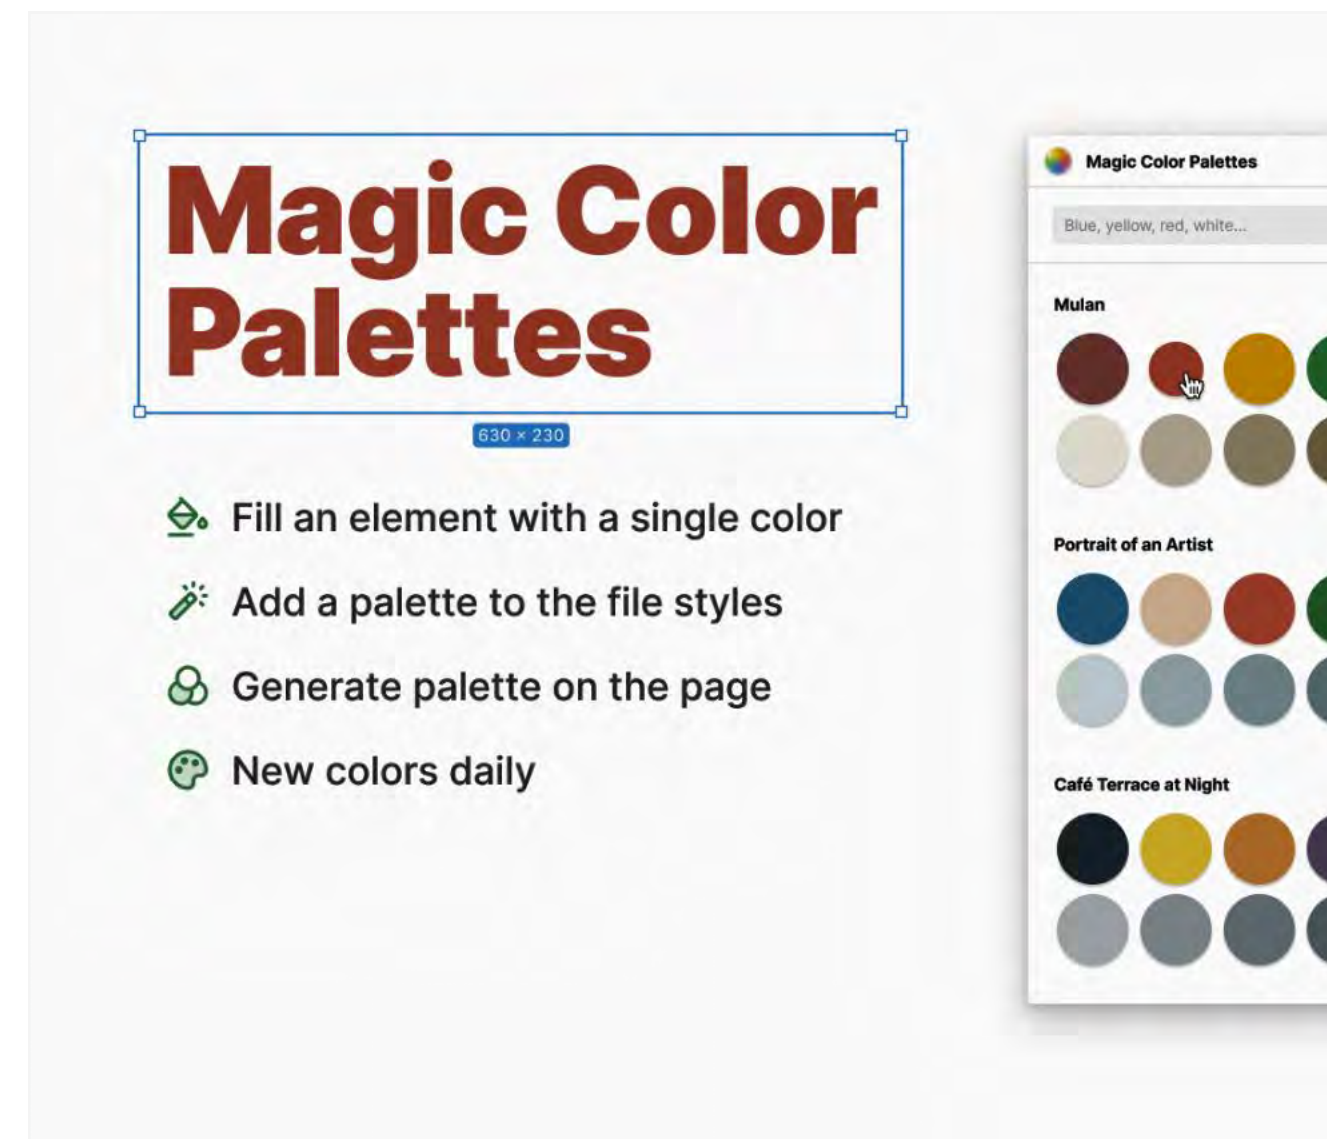 Magic Color
Palettes
630 × 230
Fill an element with a single color
Add a palette to the file styles
Generate palette on the page
New colors daily
Magic Color Palettes
Blue, yellow, red, white...
Mulan
Portrait of an Artist
Café Terrace at Night